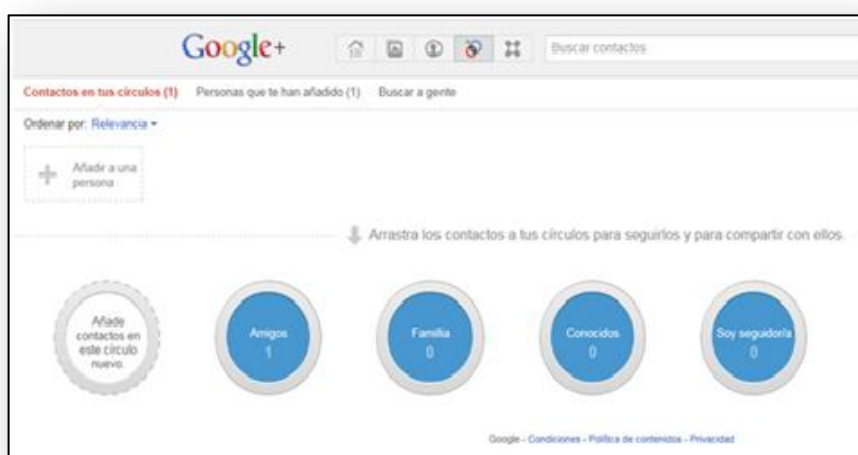 Google+
Buscar contactos
Contactos en tus círculos (1) Personas que te han añadido (1) Buscar a gente
Ordenar por: Relevancia
Añadir a una
persona
Arrastra los contactos a tus círculos para seguirlos y para compartir con ellos.
Añade
contactos en
este círculo
nuevo.
Amigos
1
Familia
0
Conocidos
0
Soy seguidor/a
0
Google - Condiciones - Política de contenidos - Privacidad